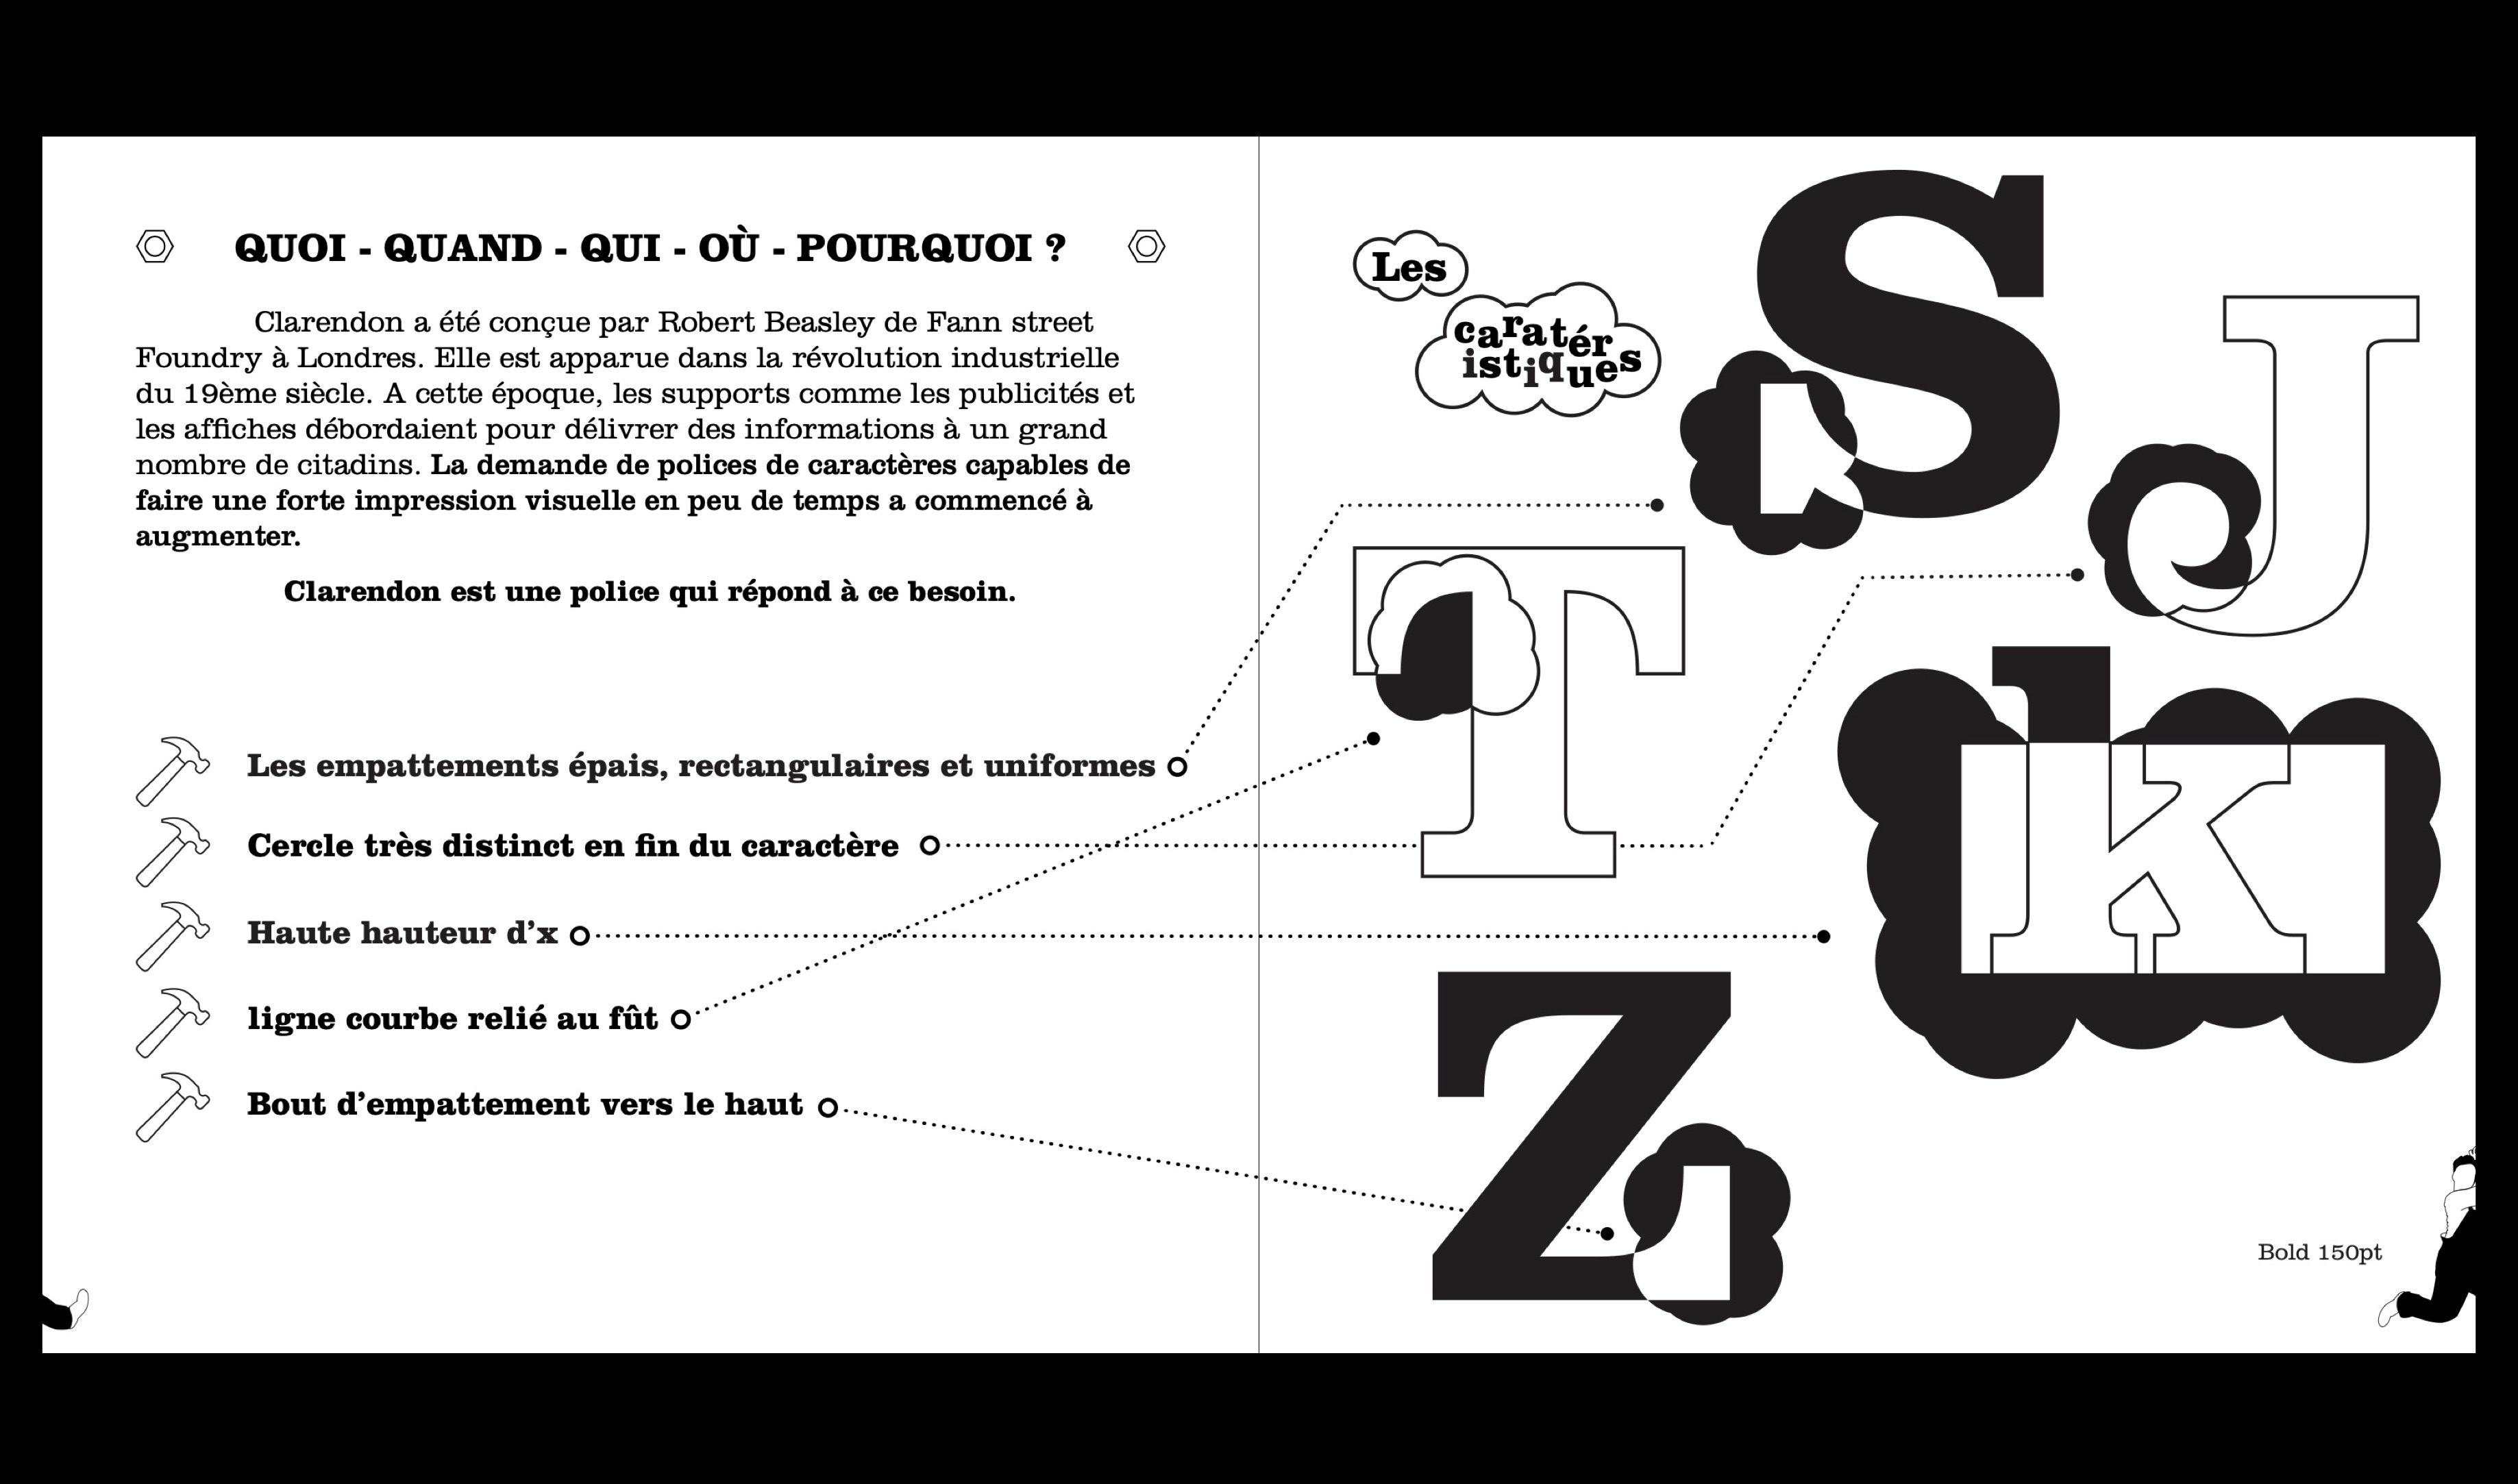 QUOI - QUAND - QUI - OÙ - POURQUOI ?
Clarendon a été conçue par Robert Beasley de Fann street
Foundry à Londres. Elle est apparue dans la révolution industrielle
du 19ème siècle. A cette époque, les supports comme les publicités et
les affiches débordaient pour délivrer des informations à un grand
nombre de citadins. La demande de polices de caractères capables de
faire une forte impression visuelle en peu de temps a commencé à
augmenter.
Clarendon est une police qui répond à ce besoin.
Les empattements épais, rectangulaires et uniformes
Cercle très distinct en fin du caractère
Haute hauteur d'x
ligne courbe relié au fût
Bout d'empattement vers le haut
Les
caratér
istiques
S
J
T
k
Z
Bold 150pt